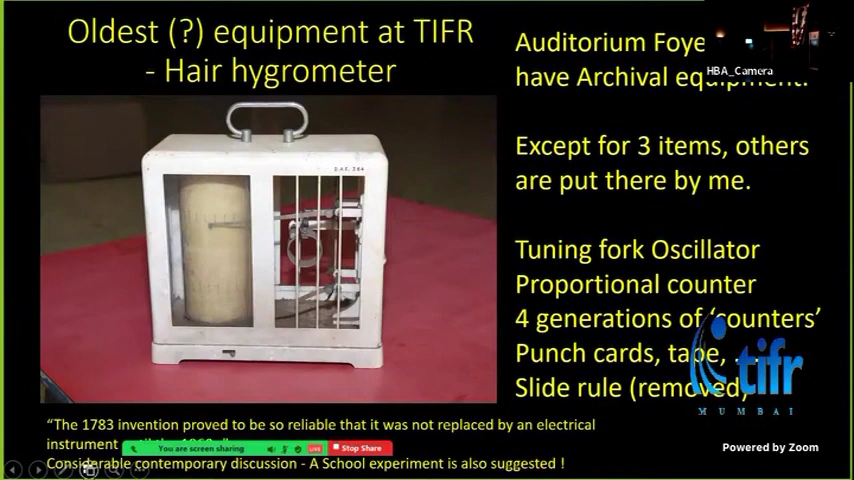 Oldest (?) equipment at TIFR
- Hair hygrometer
D.A.F. 264
Auditorium Foye
HBA_Camera
have Archival equipment.
Except for 3 items, others
are put there by me.
Tuning fork Oscillator
Proportional counter
4 generations of ‘counters’
Punch cards, tape, ...
Slide rule (removed)
tifr
MUMBAI
“The 1783 invention proved to be so reliable that it was not replaced by an electrical
instrument
You are screen sharing
LIVE
Stop Share
Considerable contemporary discussion - A School experiment is also suggested !
Powered by Zoom